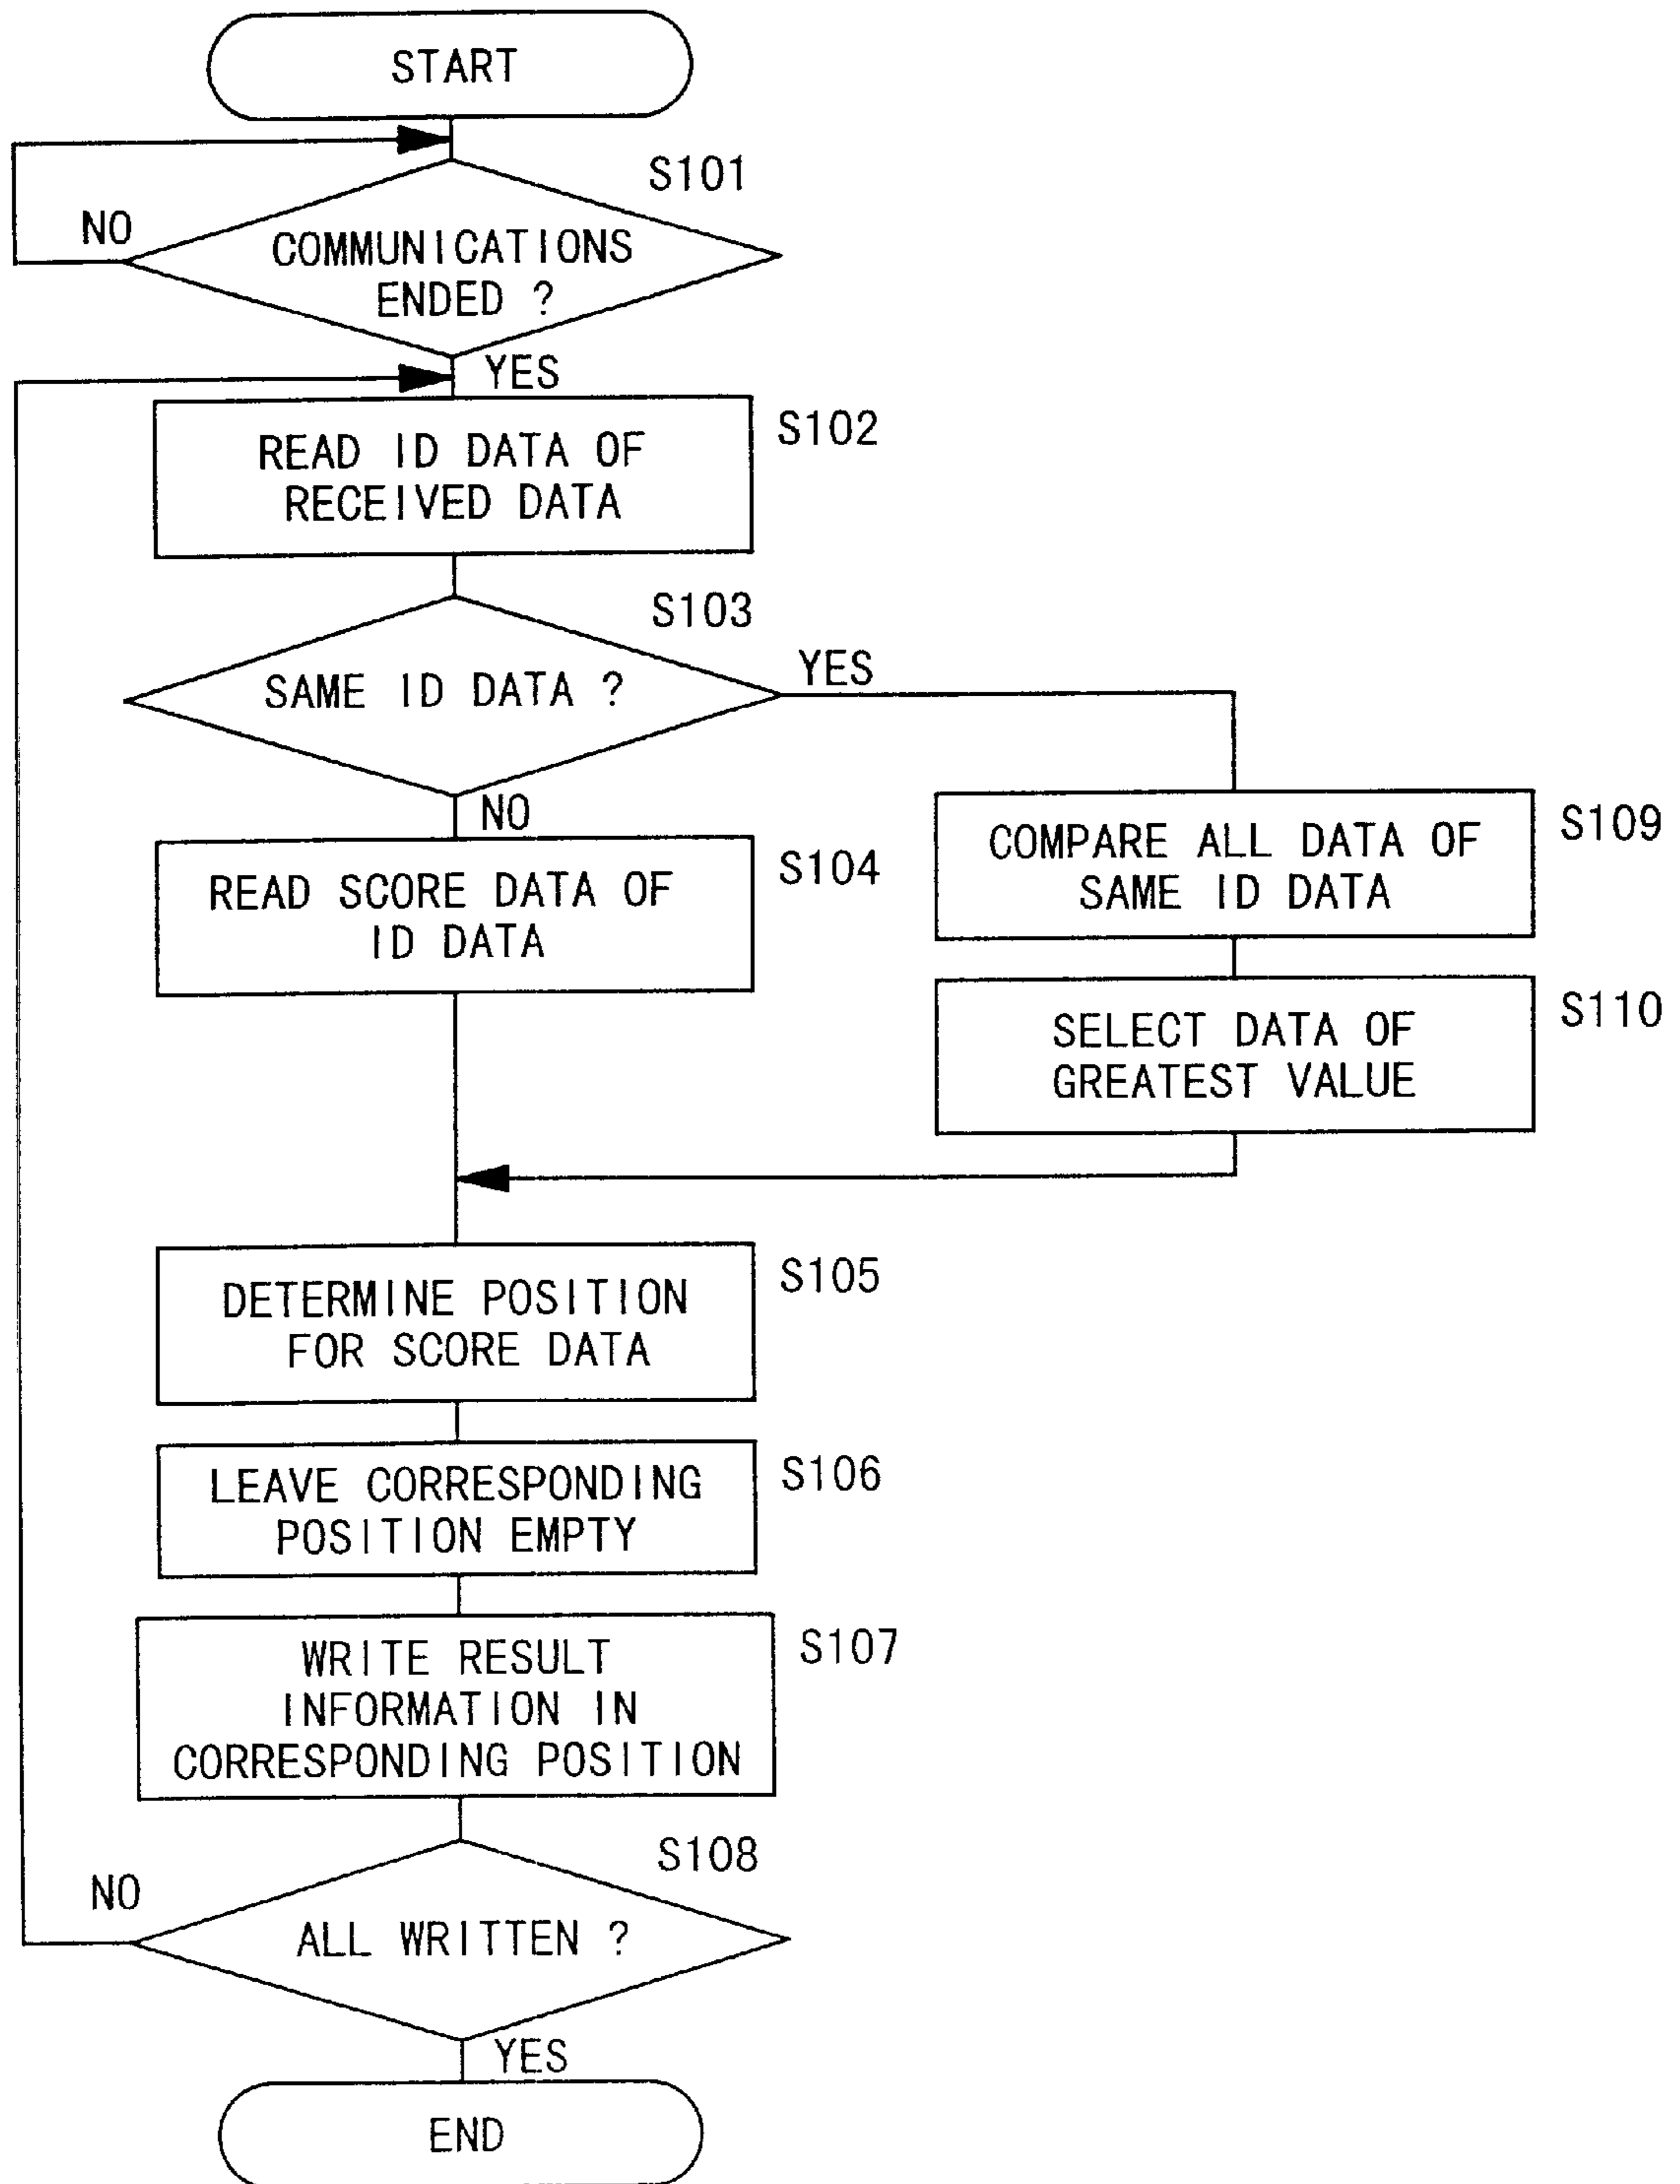 START
S101
NO
COMMUNICATIONS
ENDED ?
YES
S102
READ ID DATA OF
RECEIVED DATA
S103
YES
SAME ID DATA ?
NO
S104
READ SCORE DATA OF
ID DATA
S109
COMPARE ALL DATA OF
SAME ID DATA
S110
SELECT DATA OF
GREATEST VALUE
S105
DETERMINE POSITION
FOR SCORE DATA
S106
LEAVE CORRESPONDING
POSITION EMPTY
S107
WRITE RESULT
INFORMATION IN
CORRESPONDING POSITION
S108
NO
ALL WRITTEN ?
YES
END